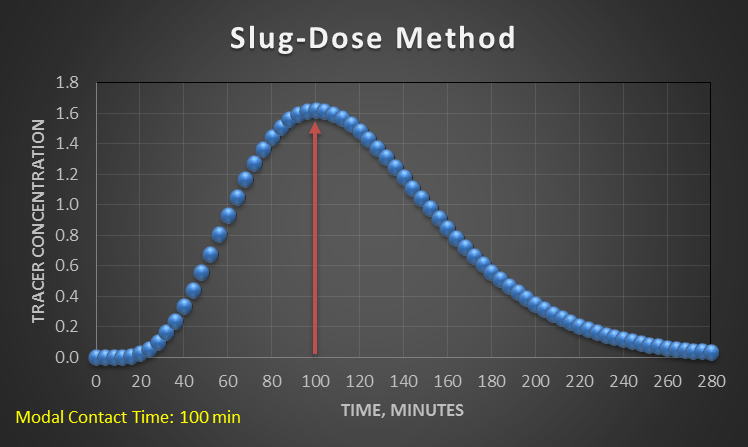 Slug-Dose Method
1.8
1.6
1.4
1.2
1.0
0.8
0.6
0.4
0.2
0.0
TRACER CONCENTRATION
0 20 40 60 80 100 120 140 160 180 200 220 240 260 280
TIME, MINUTES
Modal Contact Time: 100 min